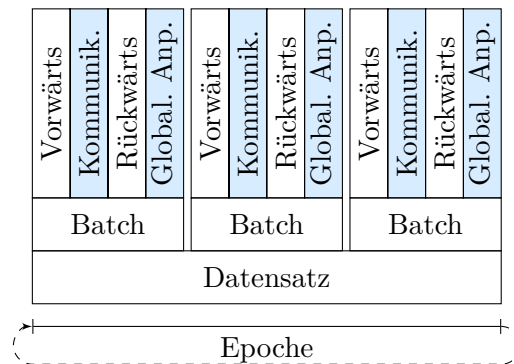 Vorwärts
Kommunik.
Rückwärts
Global. Anp.
Vorwärts
Kommunik.
Rückwärts
Global. Anp.
Vorwärts
Kommunik.
Rückwärts
Global. Anp.
Batch
Batch
Batch
Datensatz
Epoche